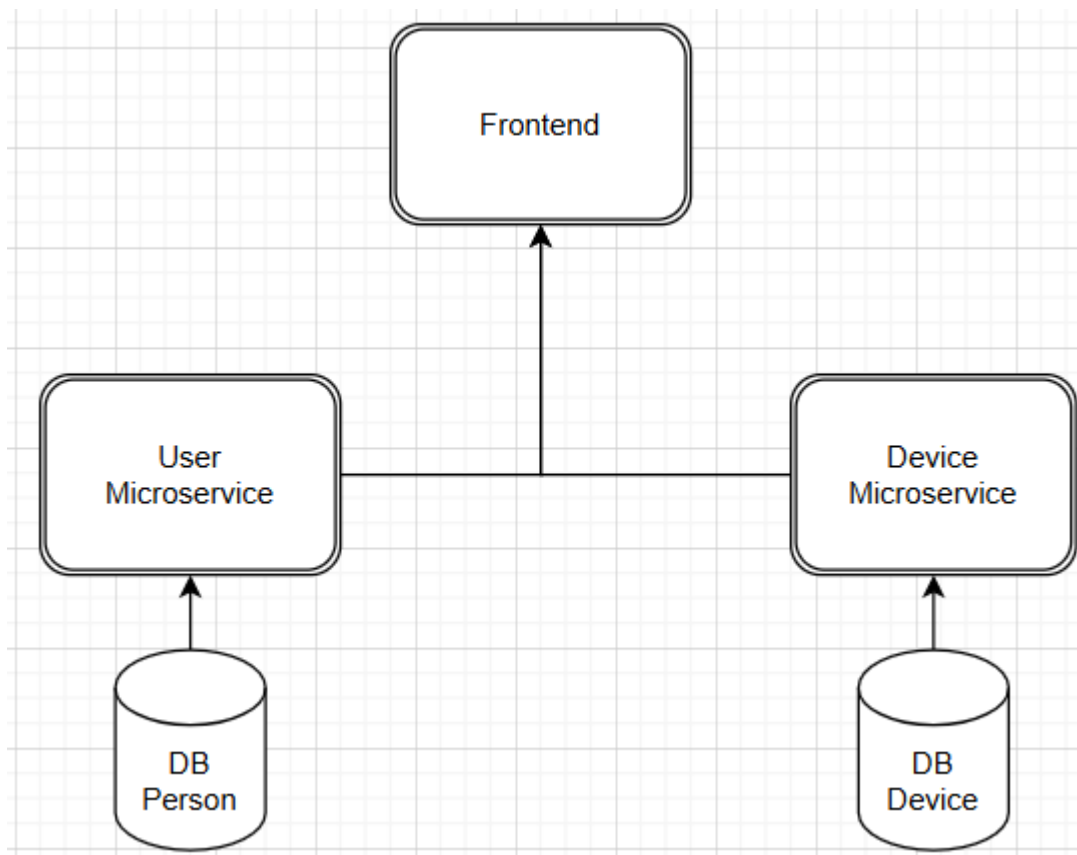 Frontend
User
Microservice
Device
Microservice
DB
Person
DB
Device